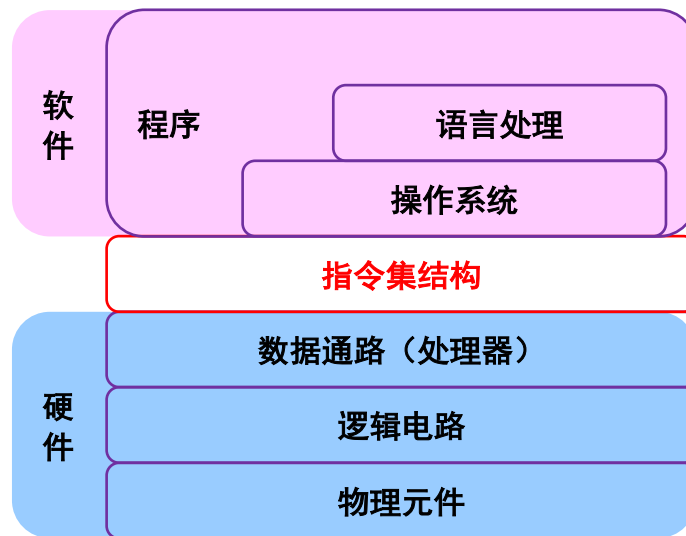 软件
程序
语言处理
操作系统
指令集结构
硬件
数据通路（处理器）
逻辑电路
物理元件